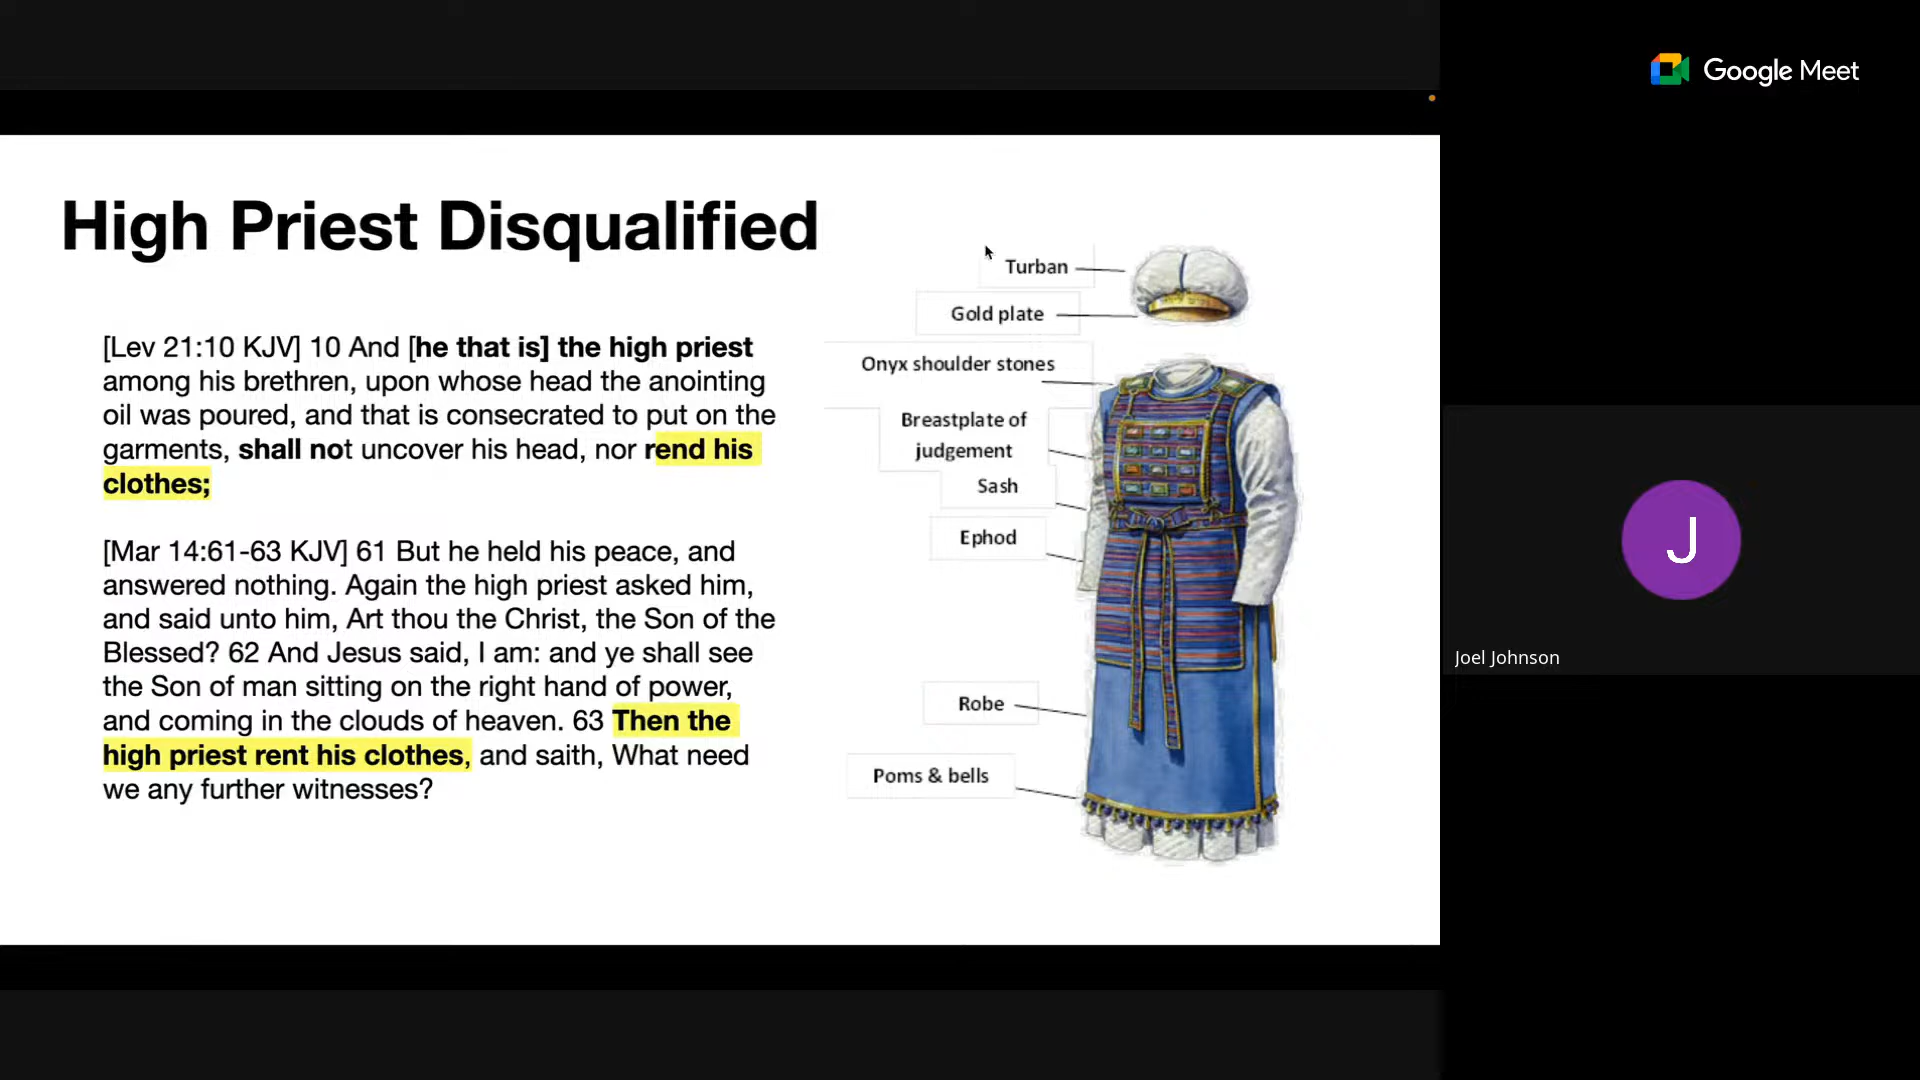 Google Meet
High Priest Disqualified
[Lev 21:10 KJV] 10 And [he that is] the high priest
among his brethren, upon whose head the anointing
oil was poured, and that is consecrated to put on the
garments, shall not uncover his head, nor rend his
clothes;
[Mar 14:61-63 KJV] 61 But he held his peace, and
answered nothing. Again the high priest asked him,
and said unto him, Art thou the Christ, the Son of the
Blessed? 62 And Jesus said, I am: and ye shall see
the Son of man sitting on the right hand of power,
and coming in the clouds of heaven. 63 Then the
high priest rent his clothes, and saith, What need
we any further witnesses?
Turban
Gold plate
Onyx shoulder stones
Breastplate of
judgement
Sash
Ephod
Robe
Poms & bells
J
Joel Johnson